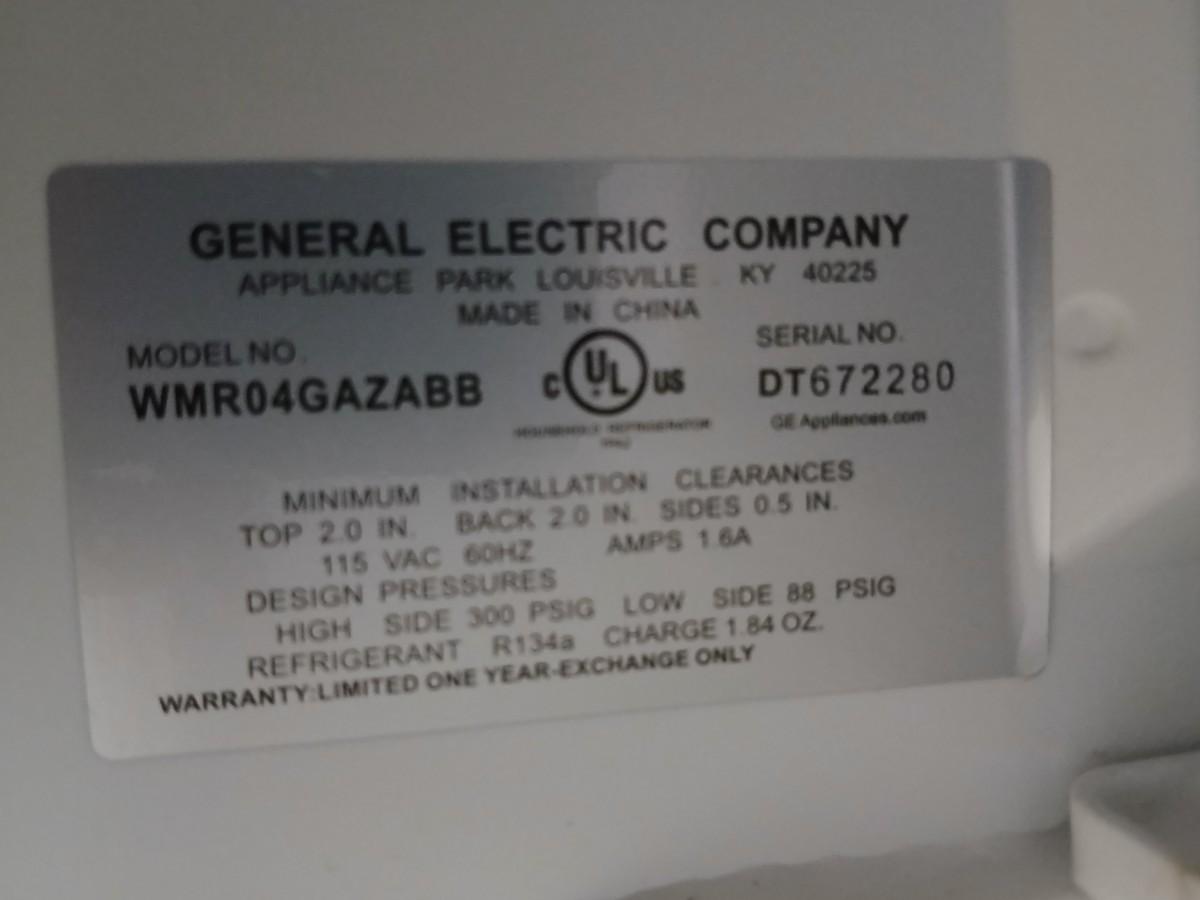 GENERAL ELECTRIC COMPANY
APPLIANCE PARK LOUISVILLE KY 40225
MADE IN CHINA
MODEL NO. SERIAL NO.
WMR04GAZABB C UL US DT672280
HOUSEHOLD REFRIGERATOR GE Appliances.com
MINIMUM INSTALLATION CLEARANCES
TOP 2.0 IN. BACK 2.0 IN. SIDES 0.5 IN.
115 VAC 60HZ AMPS 1.6A
DESIGN PRESSURES
HIGH SIDE 300 PSIG LOW SIDE 88 PSIG
REFRIGERANT R134a CHARGE 1.84 OZ.
WARRANTY:LIMITED ONE YEAR-EXCHANGE ONLY